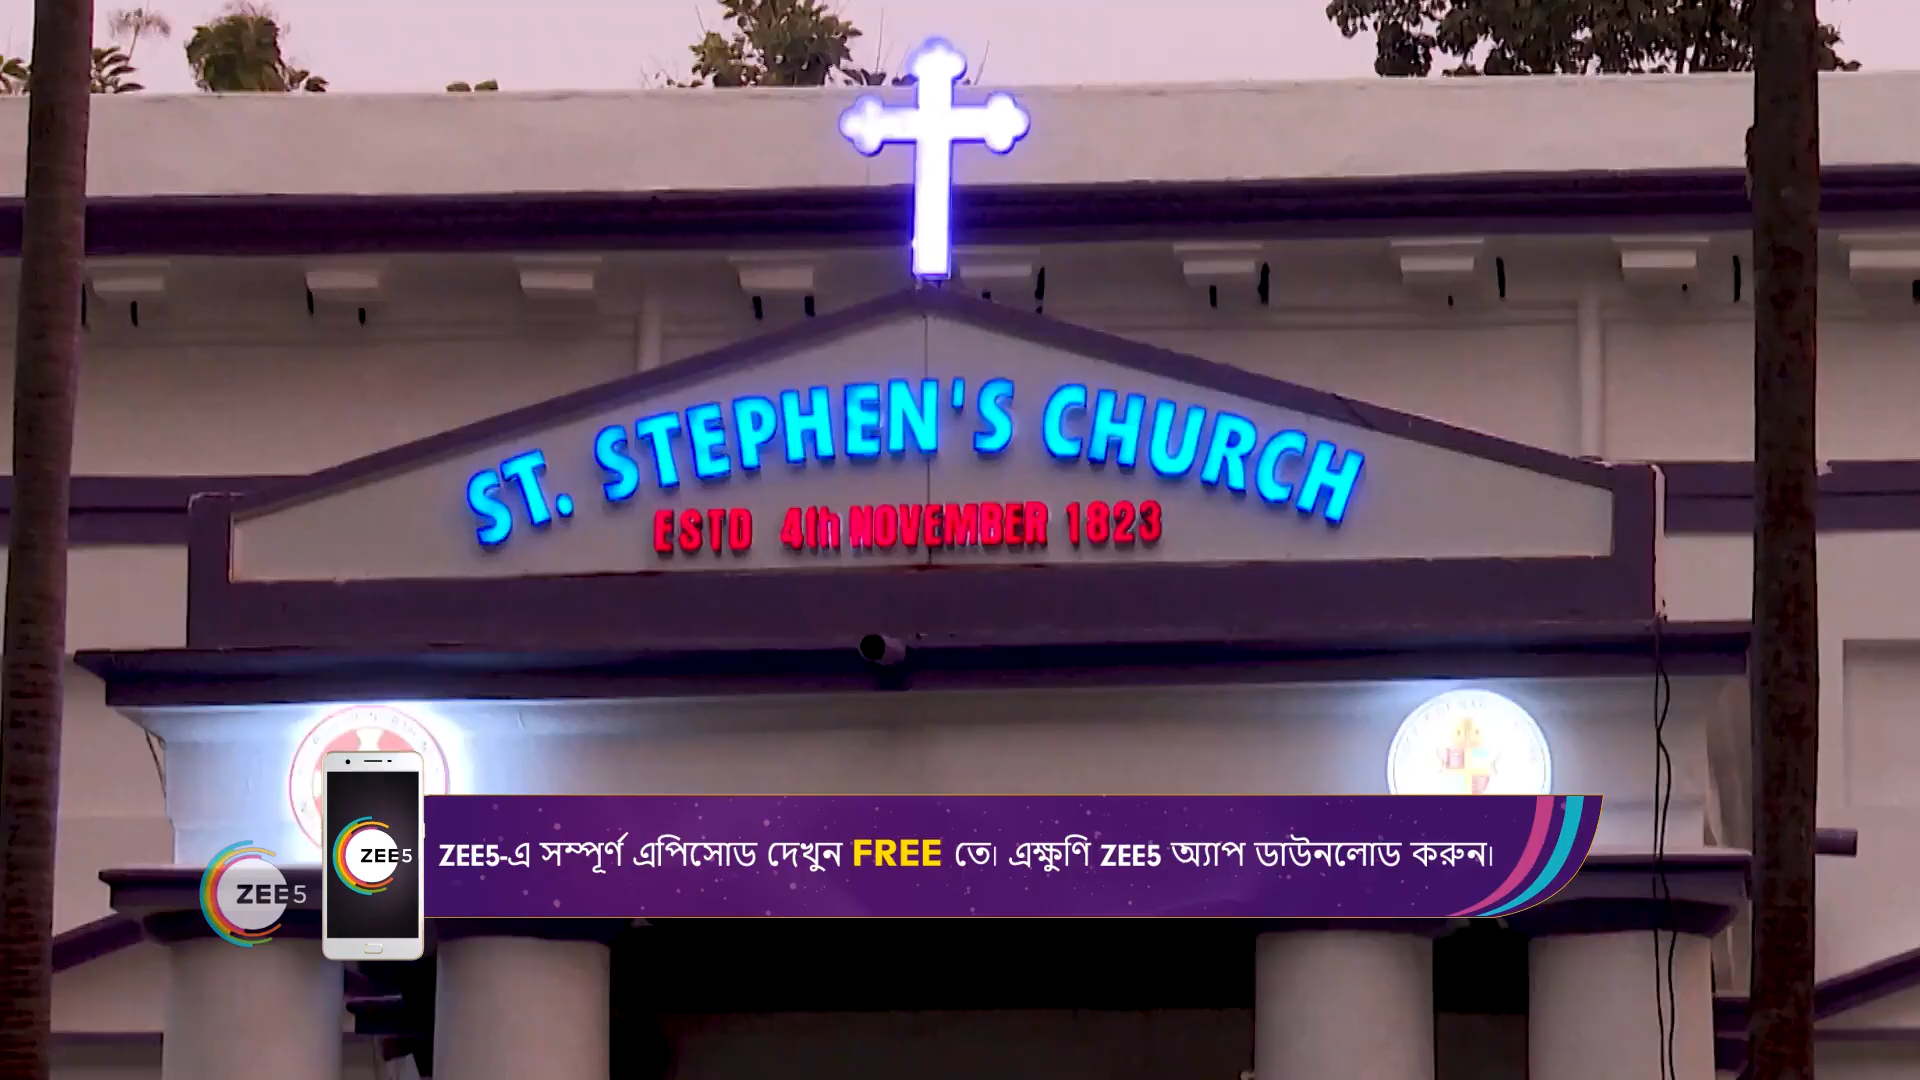 ST. STEPHEN'S CHURCH
ESTD 4th NOVEMBER 1823
ZEE5
ZEE5
ZEE5-এ সম্পূর্ণ এপিসোড দেখুন FREE তে। এক্ষুণি ZEE5 অ্যাপ ডাউনলোড করুন।